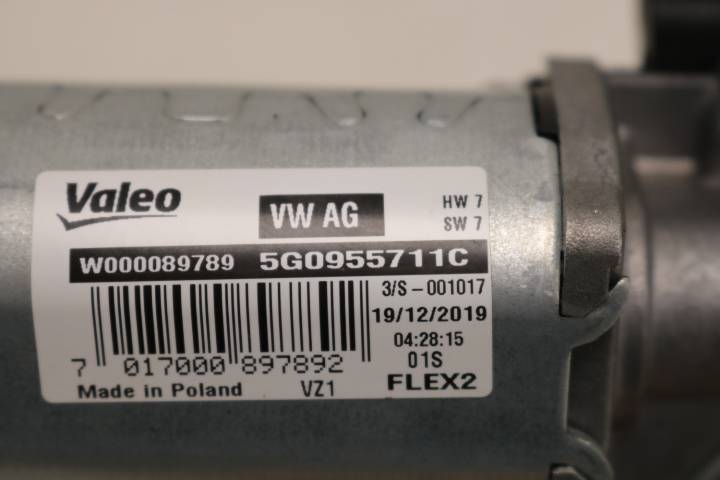 Valeo
VW AG
HW 7
SW 7
W000089789 5G0955711C
3/S-001017
19/12/2019
04:28:15
7 017000 897892
01S
Made in Poland VZ1 FLEX2